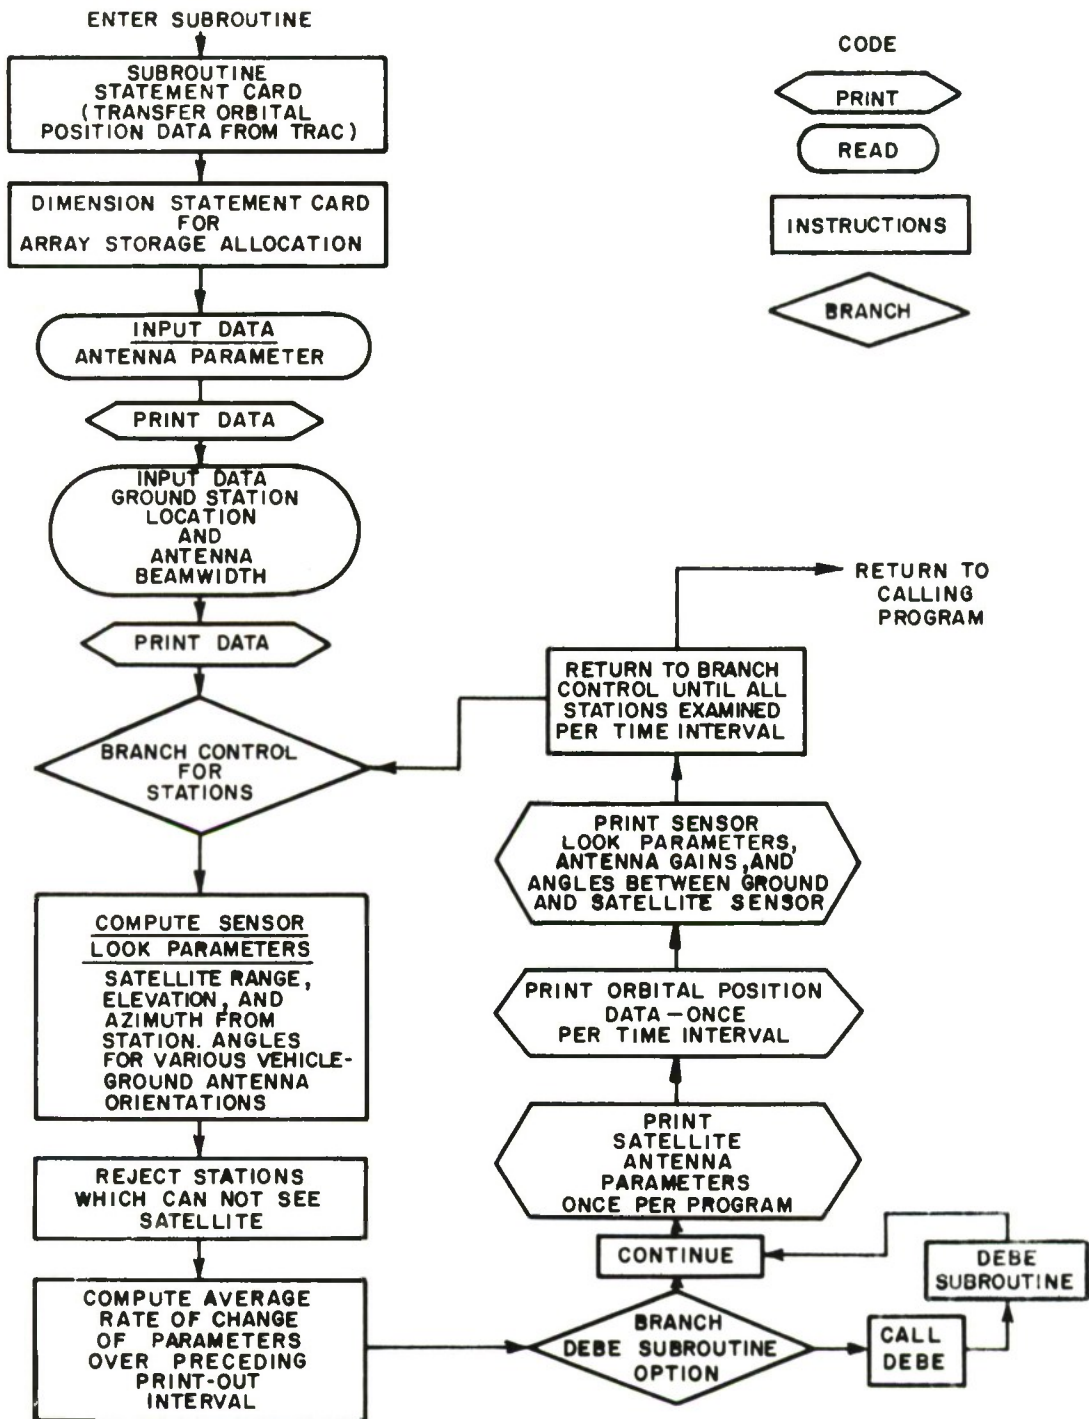 ENTER SUBROUTINE
SUBROUTINE
STATEMENT CARD
(TRANSFER ORBITAL
POSITION DATA FROM TRAC)
DIMENSION STATEMENT CARD
FOR
ARRAY STORAGE ALLOCATION
INPUT DATA
ANTENNA PARAMETER
PRINT DATA
INPUT DATA
GROUND STATION
LOCATION
AND
ANTENNA
BEAMWIDTH
PRINT DATA
BRANCH CONTROL
FOR
STATIONS
COMPUTE SENSOR
LOOK PARAMETERS
SATELLITE RANGE,
ELEVATION, AND
AZIMUTH FROM
STATION. ANGLES
FOR VARIOUS VEHICLE-
GROUND ANTENNA
ORIENTATIONS
REJECT STATIONS
WHICH CAN NOT SEE
SATELLITE
COMPUTE AVERAGE
RATE OF CHANGE
OF PARAMETERS
OVER PRECEDING
PRINT-OUT
INTERVAL
BRANCH
DEBE SUBROUTINE
OPTION
CALL
DEBE
DEBE
SUBROUTINE
CONTINUE
PRINT
SATELLITE
ANTENNA
PARAMETERS
ONCE PER PROGRAM
PRINT ORBITAL POSITION
DATA-ONCE
PER TIME INTERVAL
PRINT SENSOR
LOOK PARAMETERS,
ANTENNA GAINS, AND
ANGLES BETWEEN GROUND
AND SATELLITE SENSOR
RETURN TO BRANCH
CONTROL UNTIL ALL
STATIONS EXAMINED
PER TIME INTERVAL
RETURN TO
CALLING
PROGRAM
CODE
PRINT
READ
INSTRUCTIONS
BRANCH